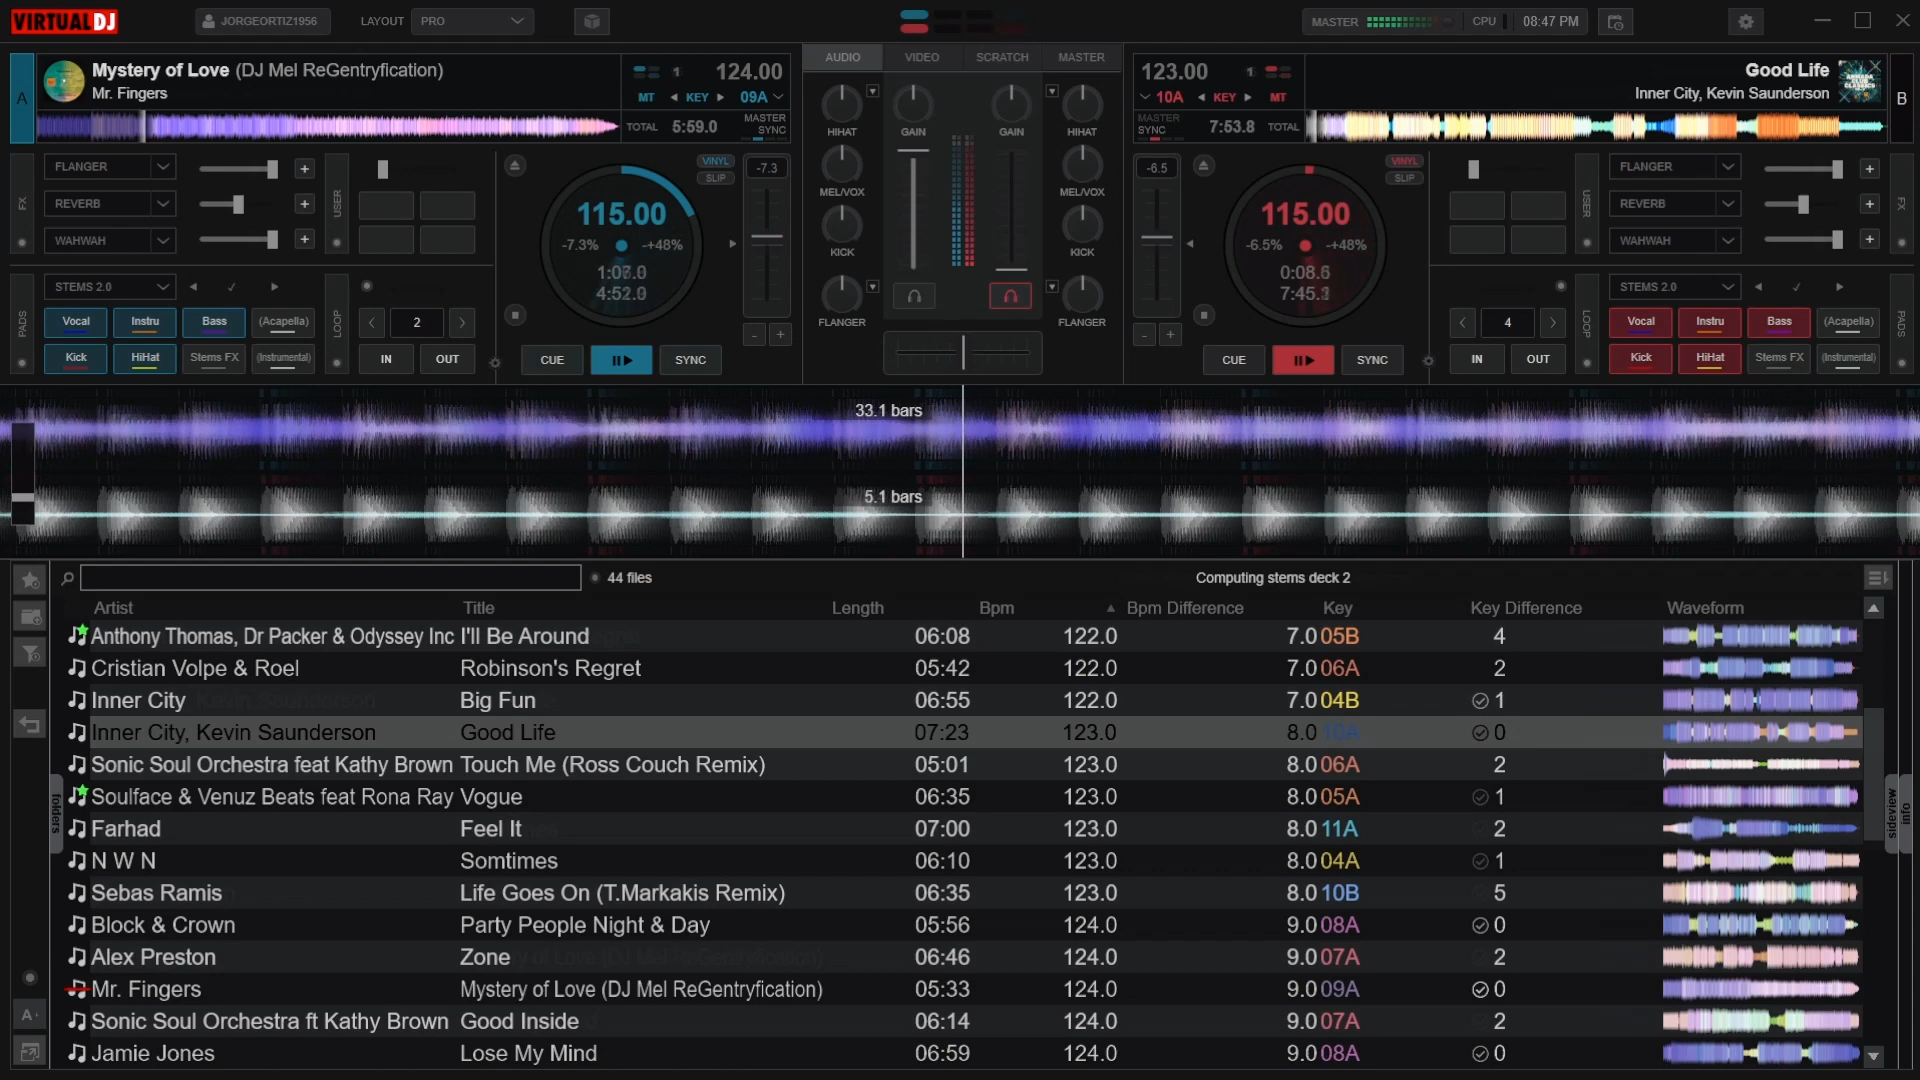 VIRTUALDJ
JORGEORTIZ1956
LAYOUT PRO
MASTER CPU 08:47 PM
A
Mystery of Love (DJ Mel ReGentryfication)
Mr. Fingers
1 124.00
MT KEY 09A
TOTAL 5:59.0 MASTER SYNC
AUDIO VIDEO SCRATCH MASTER
123.00 1
10A KEY MT
MASTER SYNC 7:53.8 TOTAL
Good Life
Inner City, Kevin Saunderson
B
FX
FLANGER
REVERB
WAHWAH
USER
VINYL
SLIP
-7.3
115.00
-7.3% -+48%
4:52.0
HIHAT GAIN GAIN HIHAT
MEL/VOX MEL/VOX
KICK KICK
FLANGER FLANGER
-6.5
VINYL
SLIP
115.00
-6.5% -+48%
USER
FLANGER
REVERB
WAHWAH
FX
PADS
STEMS 2.0
Vocal Instru Bass (Acapella)
Kick HiHat Stems FX (Instrumental)
LOOP
2
IN OUT
CUE SYNC
- +
- +
CUE SYNC
4
IN OUT
LOOP
STEMS 2.0
Vocal Instru Bass (Acapella)
Kick HiHat Stems FX (Instrumental)
PADS
33.1 bars
5.1 bars
44 files
Computing stems deck 2
Artist Title Length Bpm Bpm Difference Key Key Difference Waveform
Anthony Thomas, Dr Packer & Odyssey Inc I'll Be Around 06:08 122.0 7.0 05B 4
Cristian Volpe & Roel Robinson's Regret 05:42 122.0 7.0 06A 2
Inner City Big Fun 06:55 122.0 7.0 04B 1
Inner City, Kevin Saunderson Good Life 07:23 123.0 8.0 10A 0
Sonic Soul Orchestra feat Kathy Brown Touch Me (Ross Couch Remix) 05:01 123.0 8.0 06A 2
Soulface & Venuz Beats feat Rona Ray Vogue 06:35 123.0 8.0 05A 1
Farhad Feel It 07:00 123.0 8.0 11A 2
N W N Somtimes 06:10 123.0 8.0 04A 1
Sebas Ramis Life Goes On (T.Markakis Remix) 06:35 123.0 8.0 10B 5
Block & Crown Party People Night & Day 05:56 124.0 9.0 08A 0
Alex Preston Zone 06:46 124.0 9.0 07A 2
Mr. Fingers Mystery of Love (DJ Mel ReGentryfication) 05:33 124.0 9.0 09A 0
Sonic Soul Orchestra ft Kathy Brown Good Inside 06:14 124.0 9.0 07A 2
Jamie Jones Lose My Mind 06:59 124.0 9.0 08A 0
folders
sideview
info
A